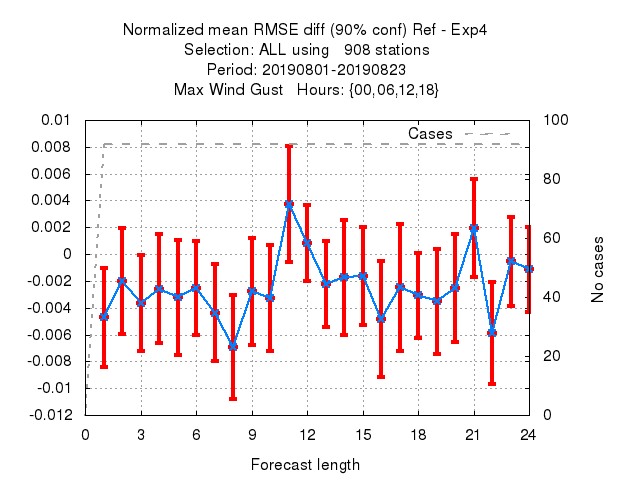 Normalized mean RMSE diff (90% conf) Ref - Exp4
Selection: ALL using   908 stations
Period: 20190801-20190823
Max Wind Gust   Hours: {00,06,12,18}
Cases
0.01
0.008
0.006
0.004
0.002
0
-0.002
-0.004
-0.006
-0.008
-0.01
-0.012
100
80
60
40
20
0
No cases
0 3 6 9 12 15 18 21 24
Forecast length